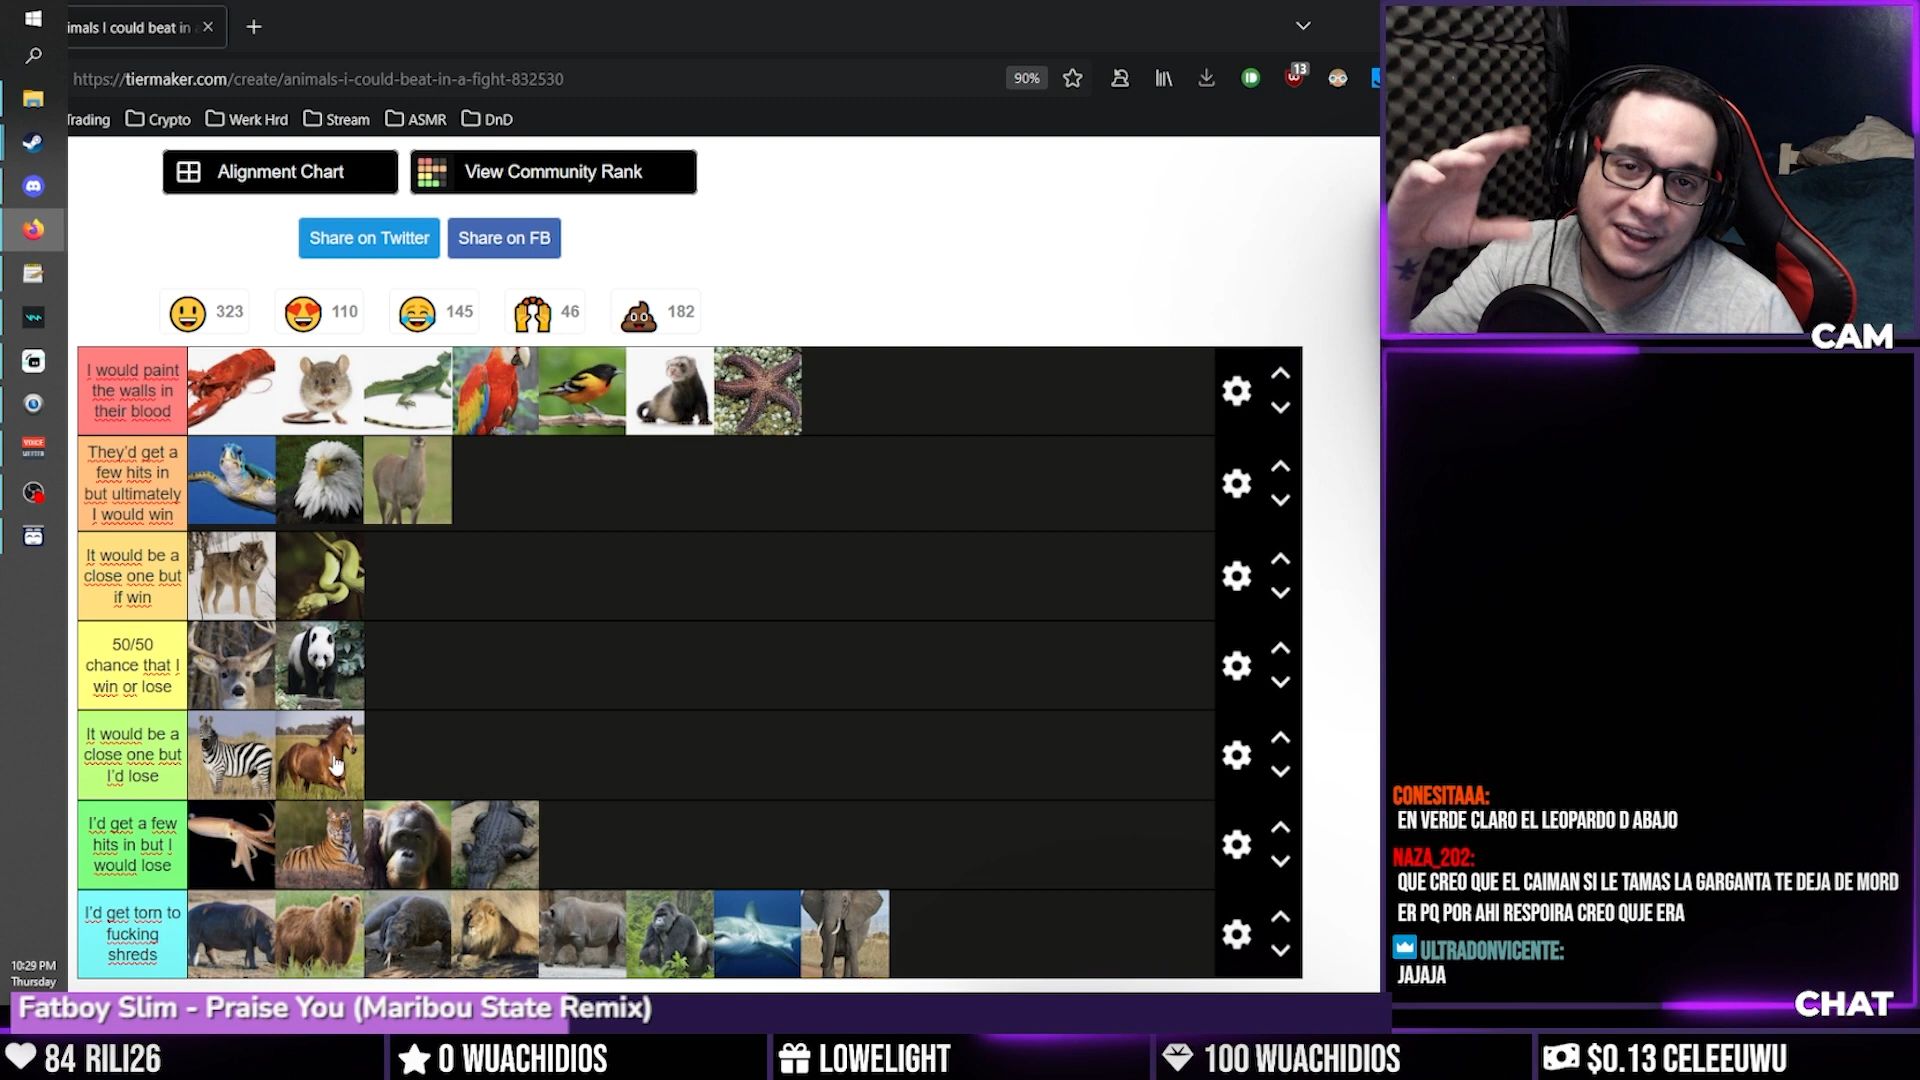 imals I could beat in
https://tiermaker.com/create/animals-i-could-beat-in-a-fight-832530
90%
13
Trading
Crypto
Werk Hrd
Stream
ASMR
DnD
Alignment Chart
View Community Rank
Share on Twitter
Share on FB
323
110
145
46
182
I would paint
the walls in
their blood
They'd get a
few hits in
but ultimately
I would win
It would be a
close one but
if win
50/50
chance that I
win or lose
It would be a
close one but
I'd lose
I'd get a few
hits in but I
would lose
I'd get torn to
fucking
shreds
10:29 PM
Thursday
CAM
CONESITAAA:
EN VERDE CLARO EL LEOPARDO D ABAJO
NAZA_202:
QUE CREO QUE EL CAIMAN SI LE TAMAS LA GARGANTA TE DEJA DE MORD
ER PQ POR AHI RESPOIRA CREO QUJE ERA
ULTRADONVICENTE:
JAJAJA
CHAT
Fatboy Slim - Praise You (Maribou State Remix)
84 RILI26
0 WUACHIDIOS
LOWELIGHT
100 WUACHIDIOS
$0.13 CELEEUWU